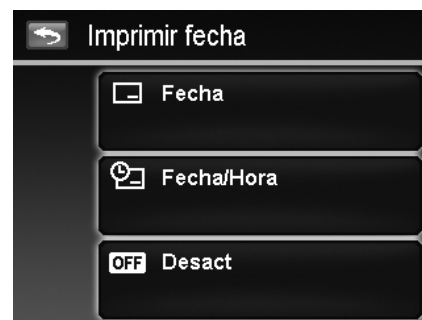 Imprimir fecha
Fecha
Fecha/Hora
OFF Desact